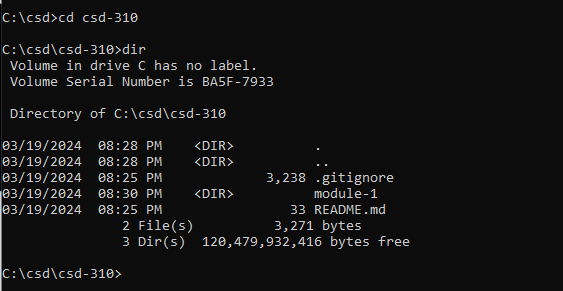 C:\csd>cd csd-310
C:\csd\csd-310>dir
 Volume in drive C has no label.
 Volume Serial Number is BA5F-7933
 Directory of C:\csd\csd-310
03/19/2024  08:28 PM    <DIR>          .
03/19/2024  08:28 PM    <DIR>          ..
03/19/2024  08:25 PM             3,238 .gitignore
03/19/2024  08:30 PM    <DIR>          module-1
03/19/2024  08:25 PM                33 README.md
               2 File(s)          3,271 bytes
               3 Dir(s)  120,479,932,416 bytes free
C:\csd\csd-310>